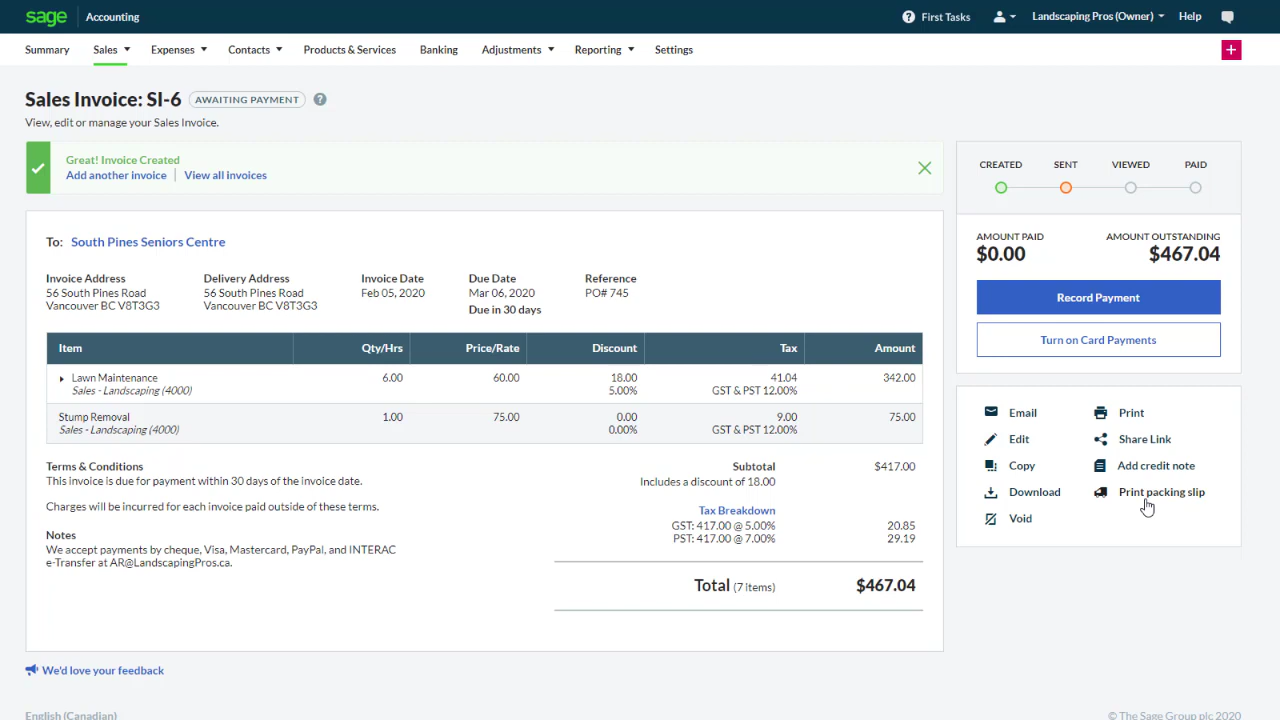 sage Accounting First Tasks Landscaping Pros (Owner) Help
Summary Sales Expenses Contacts Products & Services Banking Adjustments Reporting Settings +
Sales Invoice: SI-6 AWAITING PAYMENT ?
View, edit or manage your Sales Invoice.
Great! Invoice Created
Add another invoice View all invoices
To: South Pines Seniors Centre
Invoice Address Delivery Address Invoice Date Due Date Reference
56 South Pines Road 56 South Pines Road Feb 05, 2020 Mar 06, 2020 PO# 745
Vancouver BC V8T3G3 Vancouver BC V8T3G3 Due in 30 days
Item Qty/Hrs Price/Rate Discount Tax Amount
Lawn Maintenance 6.00 60.00 18.00 41.04 342.00
Sales - Landscaping (4000) 5.00% GST & PST 12.00%
Stump Removal 1.00 75.00 0.00 9.00 75.00
Sales - Landscaping (4000) 0.00% GST & PST 12.00%
Terms & Conditions
This invoice is due for payment within 30 days of the invoice date.
Charges will be incurred for each invoice paid outside of these terms.
Notes
We accept payments by cheque, Visa, Mastercard, PayPal, and INTERAC
e-Transfer at AR@LandscapingPros.ca.
Subtotal $417.00
Includes a discount of 18.00
Tax Breakdown
GST: 417.00 @ 5.00% 20.85
PST: 417.00 @ 7.00% 29.19
Total (7 items) $467.04
CREATED SENT VIEWED PAID
AMOUNT PAID AMOUNT OUTSTANDING
$0.00 $467.04
Record Payment
Turn on Card Payments
Email Print
Edit Share Link
Copy Add credit note
Download Print packing slip
Void
We'd love your feedback
English (Canadian) © The Sage Group plc 2020